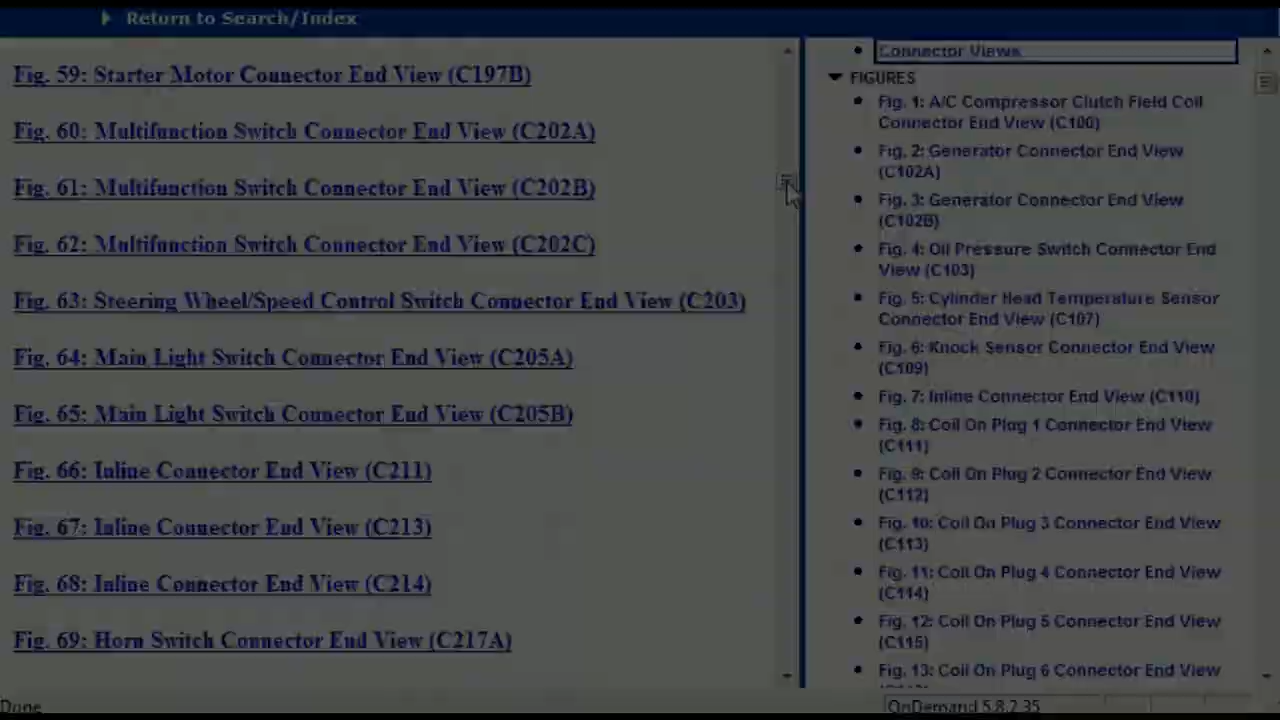 Return to Search/Index
Fig. 59: Starter Motor Connector End View (C197B)
Fig. 60: Multifunction Switch Connector End View (C202A)
Fig. 61: Multifunction Switch Connector End View (C202B)
Fig. 62: Multifunction Switch Connector End View (C202C)
Fig. 63: Steering Wheel/Speed Control Switch Connector End View (C203)
Fig. 64: Main Light Switch Connector End View (C205A)
Fig. 65: Main Light Switch Connector End View (C205B)
Fig. 66: Inline Connector End View (C211)
Fig. 67: Inline Connector End View (C213)
Fig. 68: Inline Connector End View (C214)
Fig. 69: Horn Switch Connector End View (C217A)
Connector Views
FIGURES
Fig. 1: A/C Compressor Clutch Field Coil
Connector End View (C100)
Fig. 2: Generator Connector End View
(C102A)
Fig. 3: Generator Connector End View
(C102B)
Fig. 4: Oil Pressure Switch Connector End
View (C103)
Fig. 5: Cylinder Head Temperature Sensor
Connector End View (C107)
Fig. 6: Knock Sensor Connector End View
(C109)
Fig. 7: Inline Connector End View (C110)
Fig. 8: Coil On Plug 1 Connector End View
(C111)
Fig. 9: Coil On Plug 2 Connector End View
(C112)
Fig. 10: Coil On Plug 3 Connector End View
(C113)
Fig. 11: Coil On Plug 4 Connector End View
(C114)
Fig. 12: Coil On Plug 5 Connector End View
(C115)
Fig. 13: Coil On Plug 6 Connector End View
Done
OnDemand 5.8.2.35